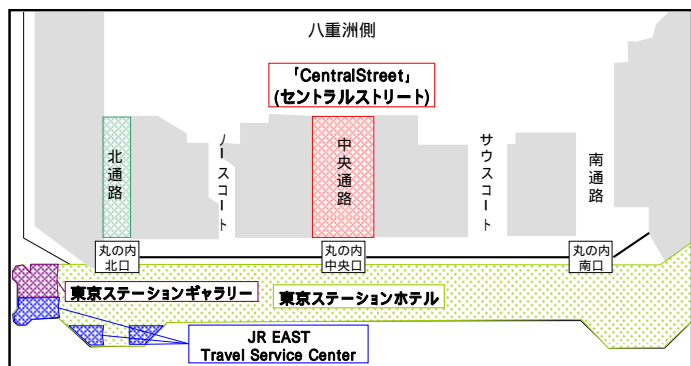 八重洲側
「CentralStreet」
(セントラルストリート)
北通路
ノースコート
中央通路
サウスコート
南通路
丸の内
北口
丸の内
中央口
丸の内
南口
東京ステーションギャラリー
東京ステーションホテル
JR EAST
Travel Service Center